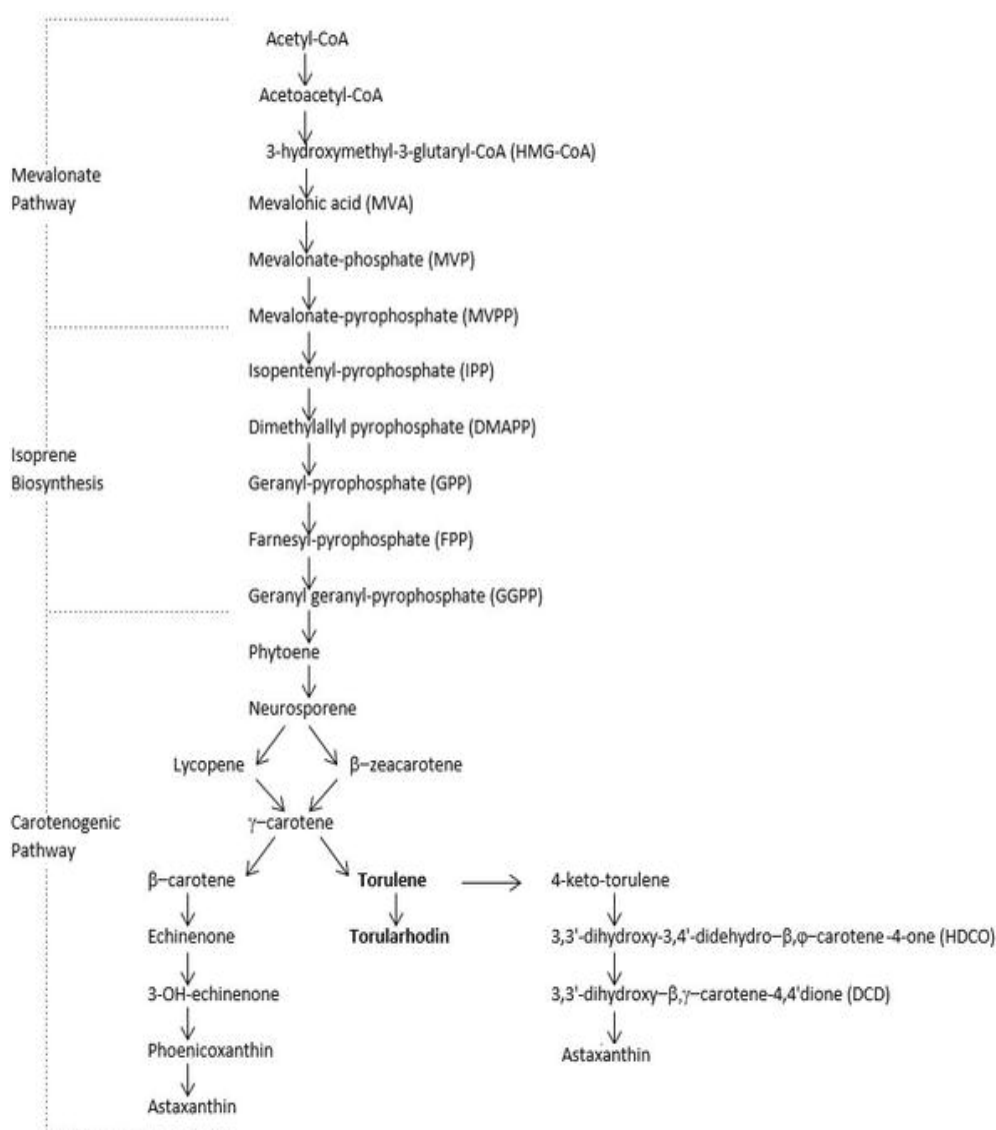 Acetyl-CoA
Acetoacetyl-CoA
3-hydroxymethyl-3-glutaryl-CoA (HMG-CoA)
Mevalonate
Pathway
Mevalonic acid (MVA)
Mevalonate-phosphate (MVP)
Mevalonate-pyrophosphate (MVPP)
Isopentenyl-pyrophosphate (IPP)
Dimethylallyl pyrophosphate (DMAPP)
Isoprene
Biosynthesis
Geranyl-pyrophosphate (GPP)
Farnesyl-pyrophosphate (FPP)
Geranyl geranyl-pyrophosphate (GGPP)
Phytoene
Neurosporene
Lycopene
β-zeacarotene
Carotenogenic
Pathway
γ-carotene
β-carotene
Torulene
4-keto-torulene
Echinenone
Torularhodin
3,3'-dihydroxy-3,4'-didehydro-β,φ-carotene-4-one (HDCO)
3-OH-echinenone
3,3'-dihydroxy-β,γ-carotene-4,4'dione (DCD)
Phoenicoxanthin
Astaxanthin
Astaxanthin